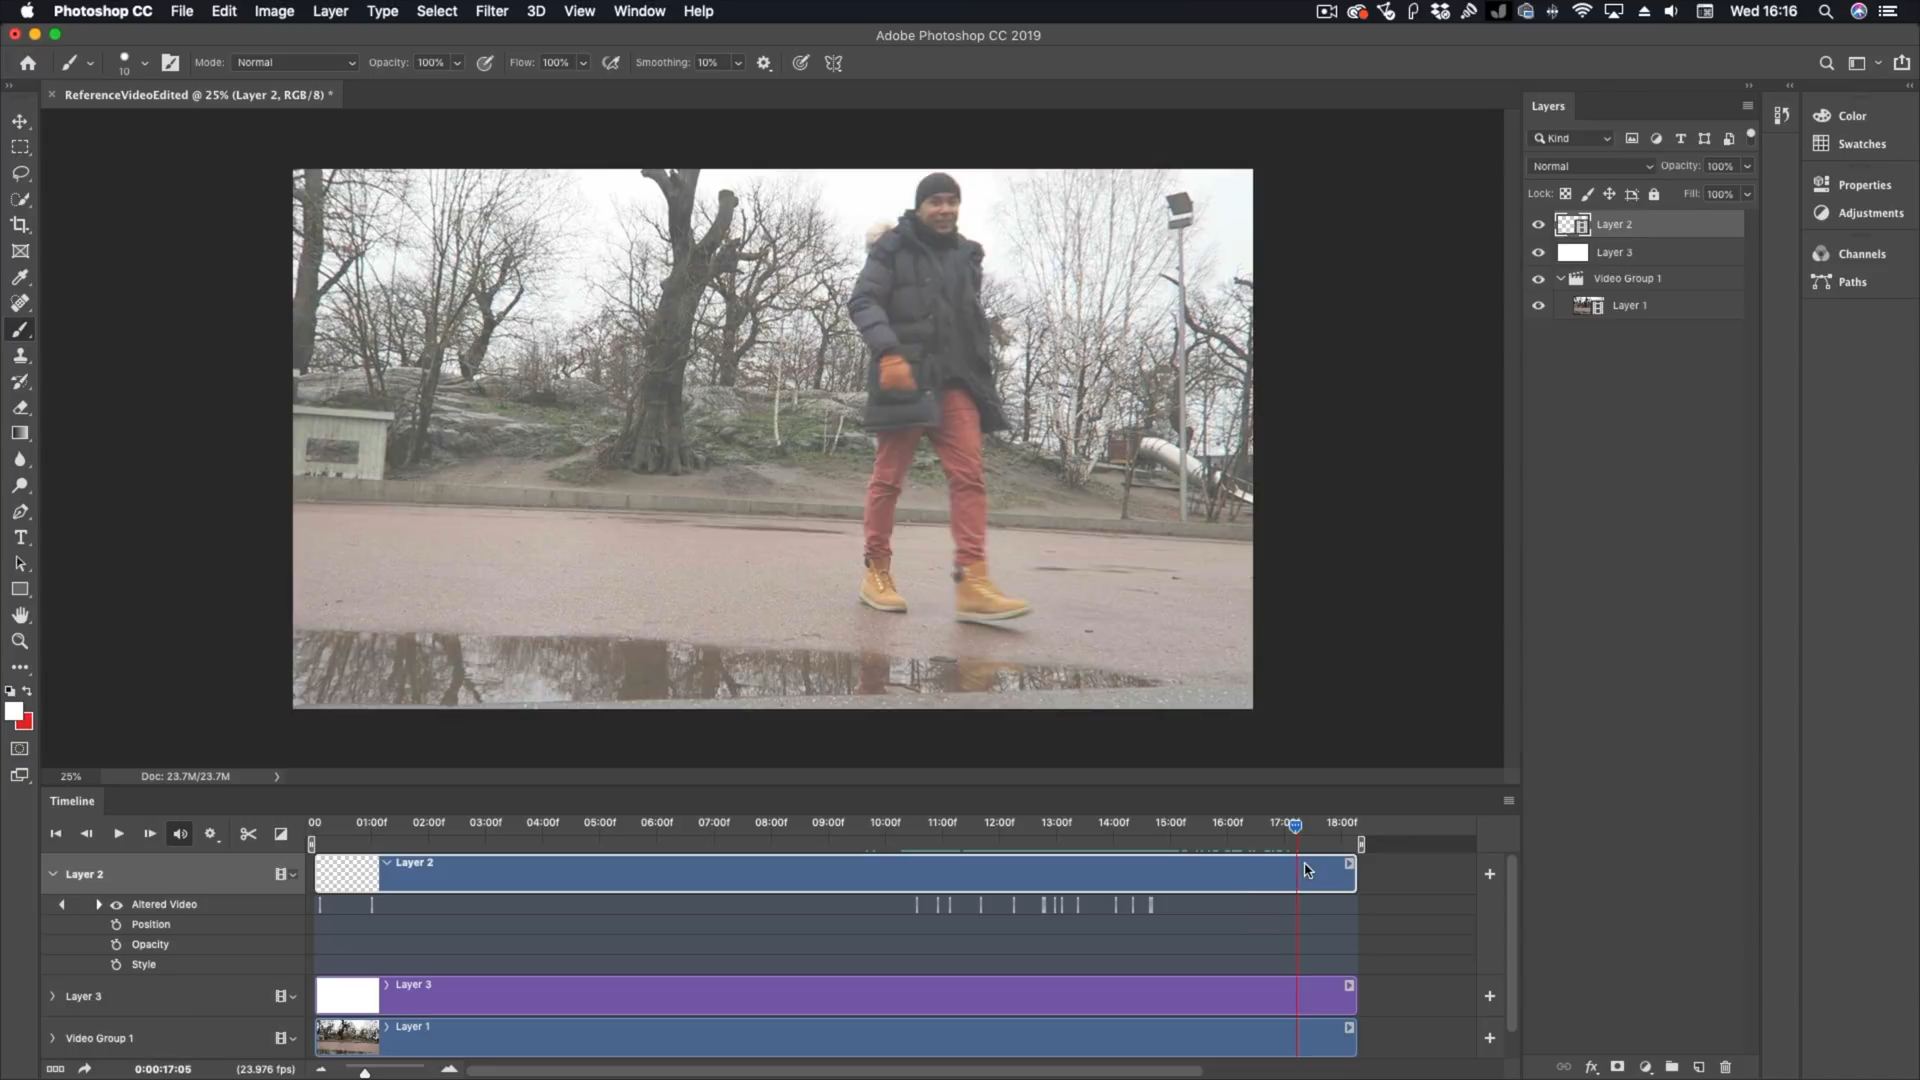 Photoshop CC File Edit Image Layer Type Select Filter 3D View Window Help Wed 16:16
Adobe Photoshop CC 2019
10 Mode: Normal Opacity: 100% Flow: 100% Smoothing: 10%
ReferenceVideoEdited @ 25% (Layer 2, RGB/8) *
Layers
Color
Kind
Swatches
Normal Opacity: 100%
Properties
Lock: Fill: 100%
Adjustments
Layer 2
Layer 3
Channels
Video Group 1
Paths
Layer 1
25% Doc: 23.7M/23.7M
Timeline
00 01:00f 02:00f 03:00f 04:00f 05:00f 06:00f 07:00f 08:00f 09:00f 10:00f 11:00f 12:00f 13:00f 14:00f 15:00f 16:00f 17:00f 18:00f
Layer 2 Layer 2
Altered Video
Position
Opacity
Style
Layer 3 Layer 3
Video Group 1 Layer 1
0:00:17:05 (23.976 fps)